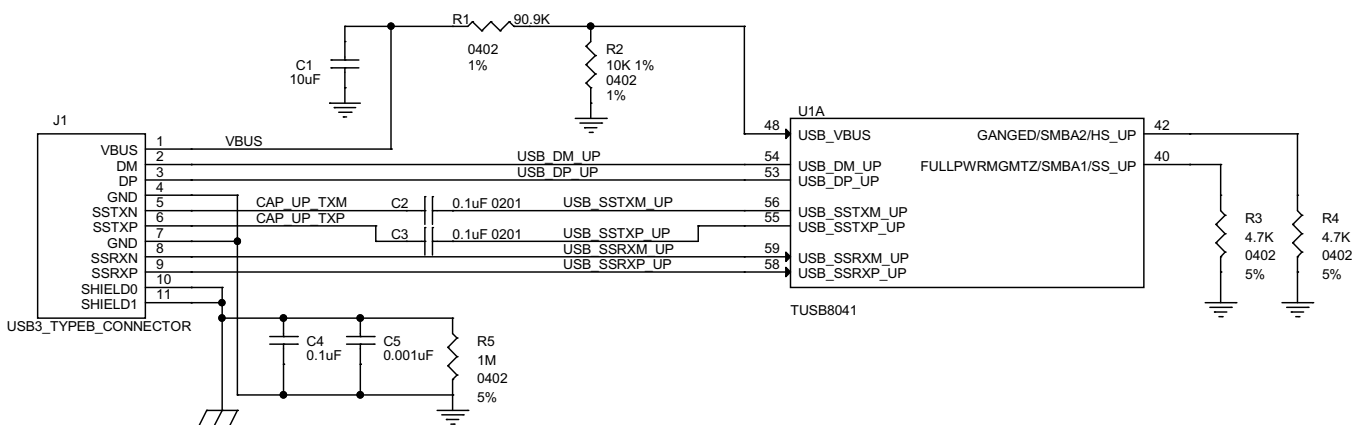 R1 90.9K
0402
1%
C1
10uF
R2
10K 1%
0402
1%
J1
VBUS
DM
DP
GND
SSTXN
SSTXP
GND
SSRXN
SSRXP
SHIELD0
SHIELD1
USB3_TYPEB_CONNECTOR
1
2
3
4
5
6
7
8
9
10
11
VBUS
USB_DM_UP
USB_DP_UP
CAP_UP_TXM
C2
0.1uF 0201
USB_SSTXM_UP
CAP_UP_TXP
C3
0.1uF 0201
USB_SSTXP_UP
USB_SSRXM_UP
USB_SSRXP_UP
48
54
53
56
55
59
58
U1A
USB_VBUS
USB_DM_UP
USB_DP_UP
USB_SSTXM_UP
USB_SSTXP_UP
USB_SSRXM_UP
USB_SSRXP_UP
GANGED/SMBA2/HS_UP
FULLPWRMGMTZ/SMBA1/SS_UP
TUSB8041
42
40
R3
4.7K
0402
5%
R4
4.7K
0402
5%
C4
0.1uF
C5
0.001uF
R5
1M
0402
5%